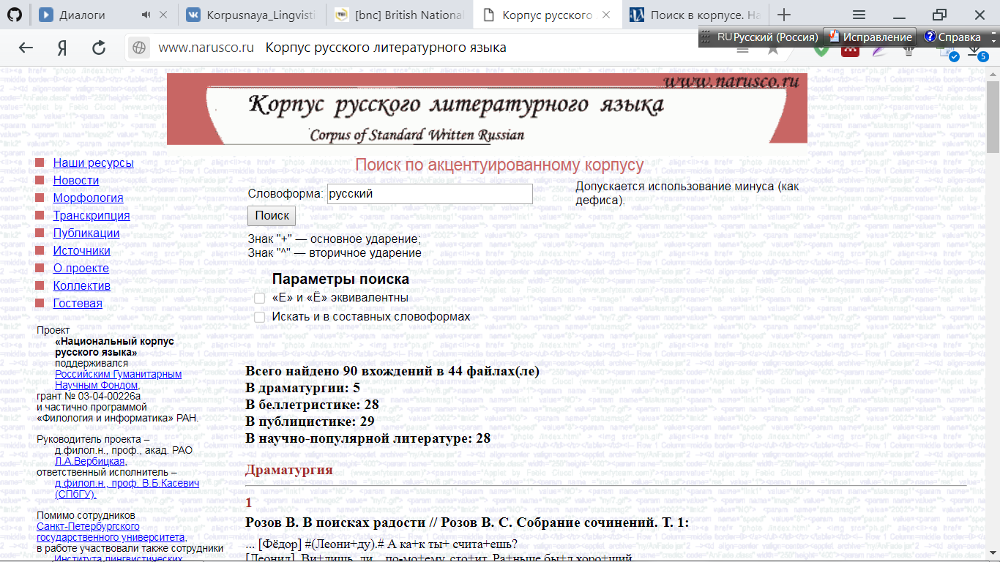 Диалоги
Korpusnaya_Lingvisti
[bnc] British National
Корпус русского
Поиск в корпусе. На
RU Русский (Россия) Исправление Справка
www.narusco.ru Корпус русского литературного языка
5
www.narusco.ru
Корпус русского литературного языка
Corpus of Standard Written Russian
Наши ресурсы
Новости
Морфология
Транскрипция
Публикации
Источники
О проекте
Коллектив
Гостевая
Проект
«Национальный корпус
русского языка»
поддерживался
Российским Гуманитарным
Научным Фондом,
грант № 03-04-00226а
и частично программой
«Филология и информатика» РАН.
Руководитель проекта –
д.филол.н., проф., акад. РАО
Л.А.Вербицкая,
ответственный исполнитель –
д.филол.н., проф. В.Б.Касевич
(СПбГУ).
Помимо сотрудников
Санкт-Петербургского
государственного университета,
в работе участвовали также сотрудники
Института лингвистических
Поиск по акцентуированному корпусу
Словоформа: русский
Допускается использование минуса (как
дефиса).
Поиск
Знак "+" — основное ударение;
Знак "^" — вторичное ударение
Параметры поиска
«Е» и «Ё» эквивалентны
Искать и в составных словоформах
Всего найдено 90 вхождений в 44 файлах(ле)
В драматургии: 5
В беллетристике: 28
В публицистике: 29
В научно-популярной литературе: 28
Драматургия
1
Розов В. В поисках радости // Розов В. С. Собрание сочинений. Т. 1:
... [Фёдор] #(Леони+ду).# А ка+к ты+ счита+ешь?
[Леонид]. Ви+дишь ли... по-мо+ему, сто+ит. Ра+ньше бы+л хоро+ший